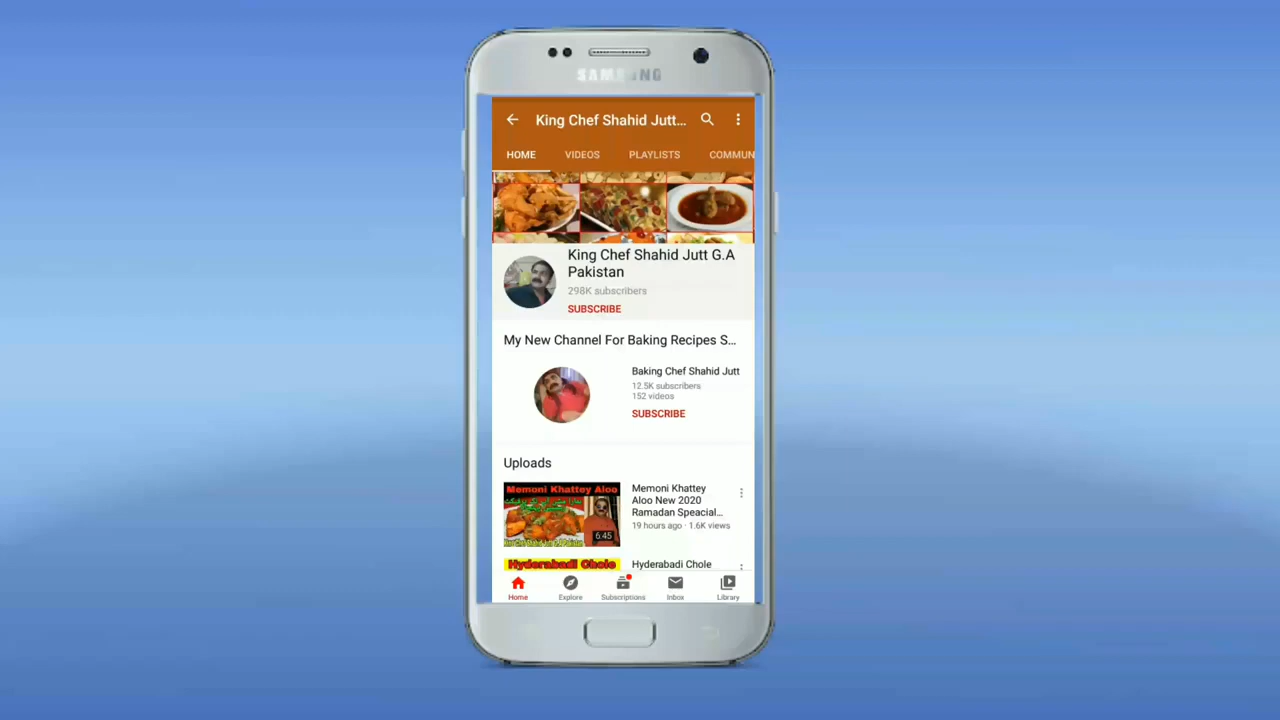 SAMSUNG
King Chef Shahid Jutt...
HOME VIDEOS PLAYLISTS COMMUN
King Chef Shahid Jutt G.A
Pakistan
298K subscribers
SUBSCRIBE
My New Channel For Baking Recipes S...
Baking Chef Shahid Jutt
12.5K subscribers
152 videos
SUBSCRIBE
Uploads
Memoni Khattey Aloo
6:45
Memoni Khattey
Aloo New 2020
Ramadan Speacial...
19 hours ago · 1.6K views
Hyderabadi Chole
Hyderabadi Chole
Home Explore Subscriptions Inbox Library